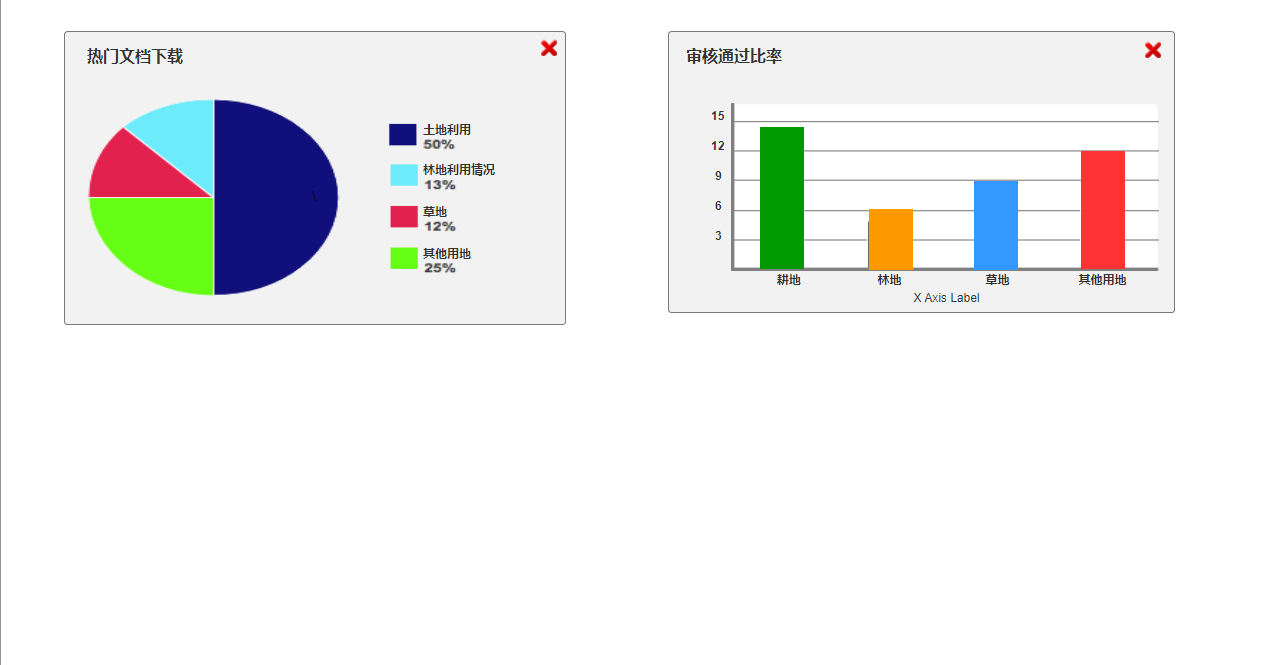 热门文档下载
土地利用
50%
林地利用情况
13%
草地
12%
其他用地
25%
审核通过比率
15
12
9
6
3
耕地
林地
草地
其他用地
X Axis Label